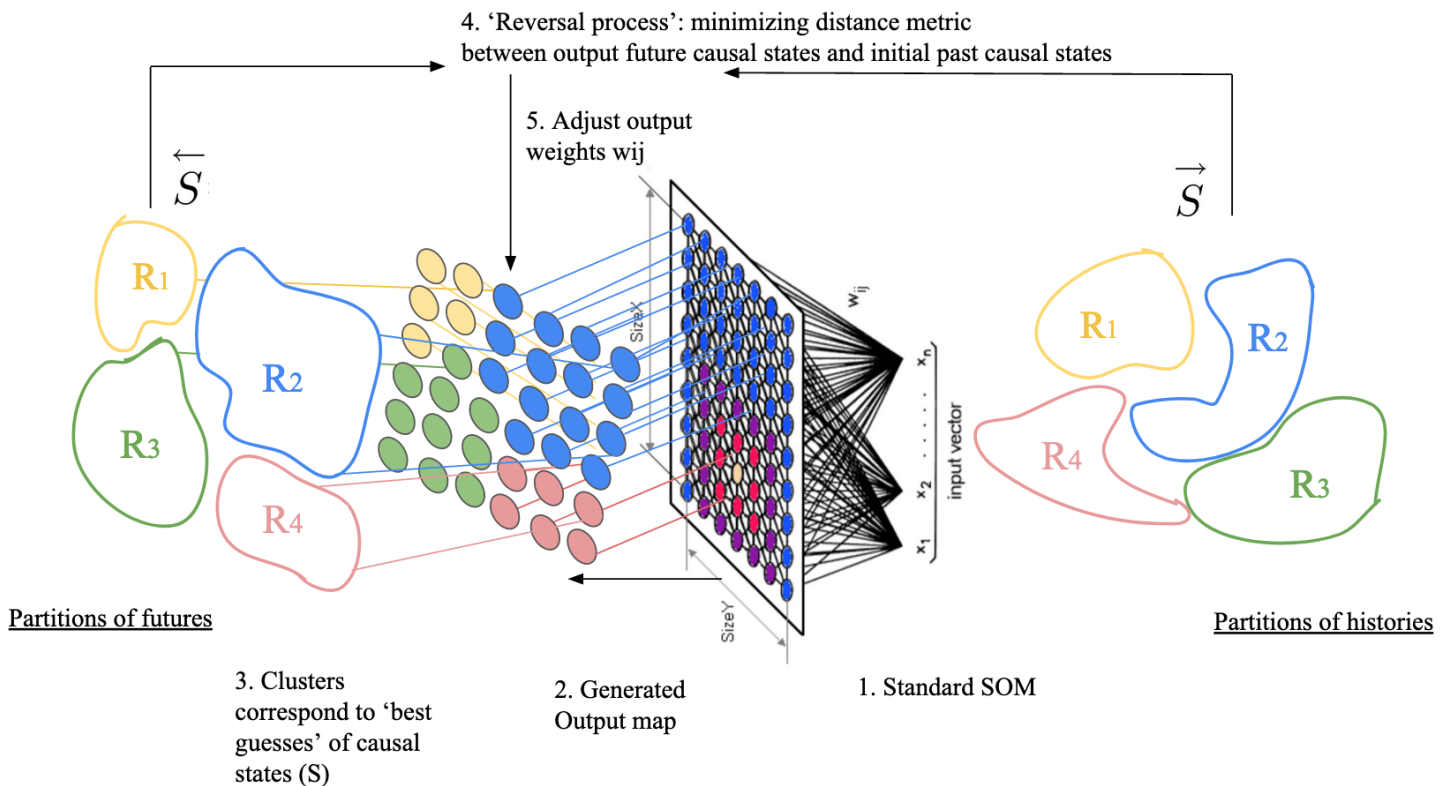 4. ‘Reversal process’: minimizing distance metric
between output future causal states and initial past causal states
5. Adjust output
weights wij
S
S
R1
R2
R3
R4
SizeX
SizeY
wij
xn
x2
x1
input vector
R1
R2
R4
R3
Partitions of futures
Partitions of histories
3. Clusters
correspond to ‘best
guesses’ of causal
states (S)
2. Generated
Output map
1. Standard SOM